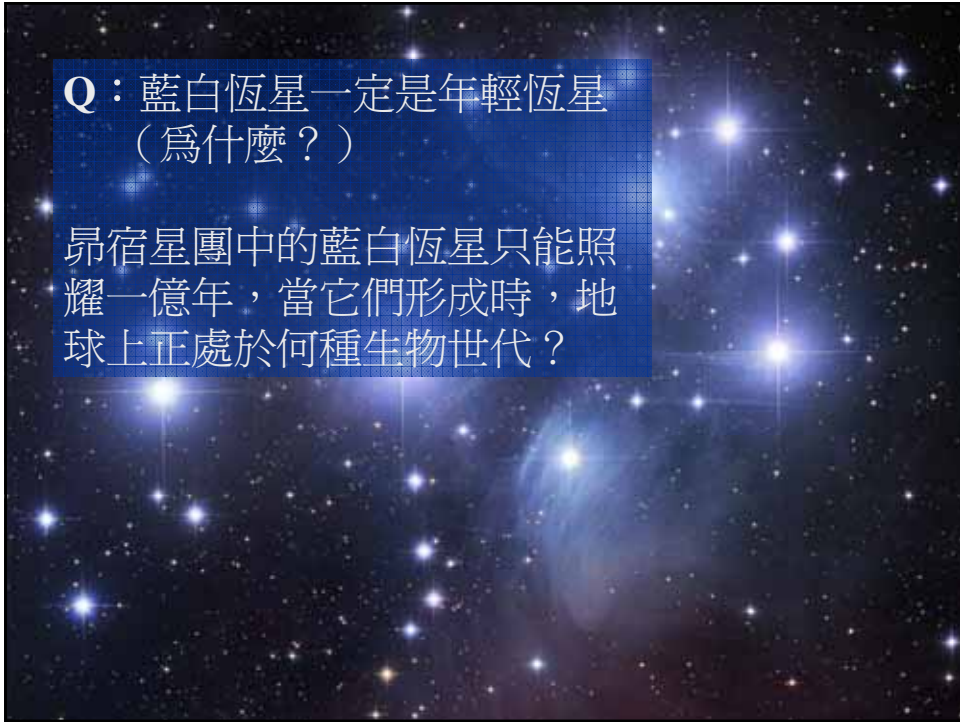 Q：藍白恆星一定是年輕恆星
（爲什麼？）
昴宿星團中的藍白恆星只能照
耀一億年，當它們形成時，地
球上正處於何種生物世代？